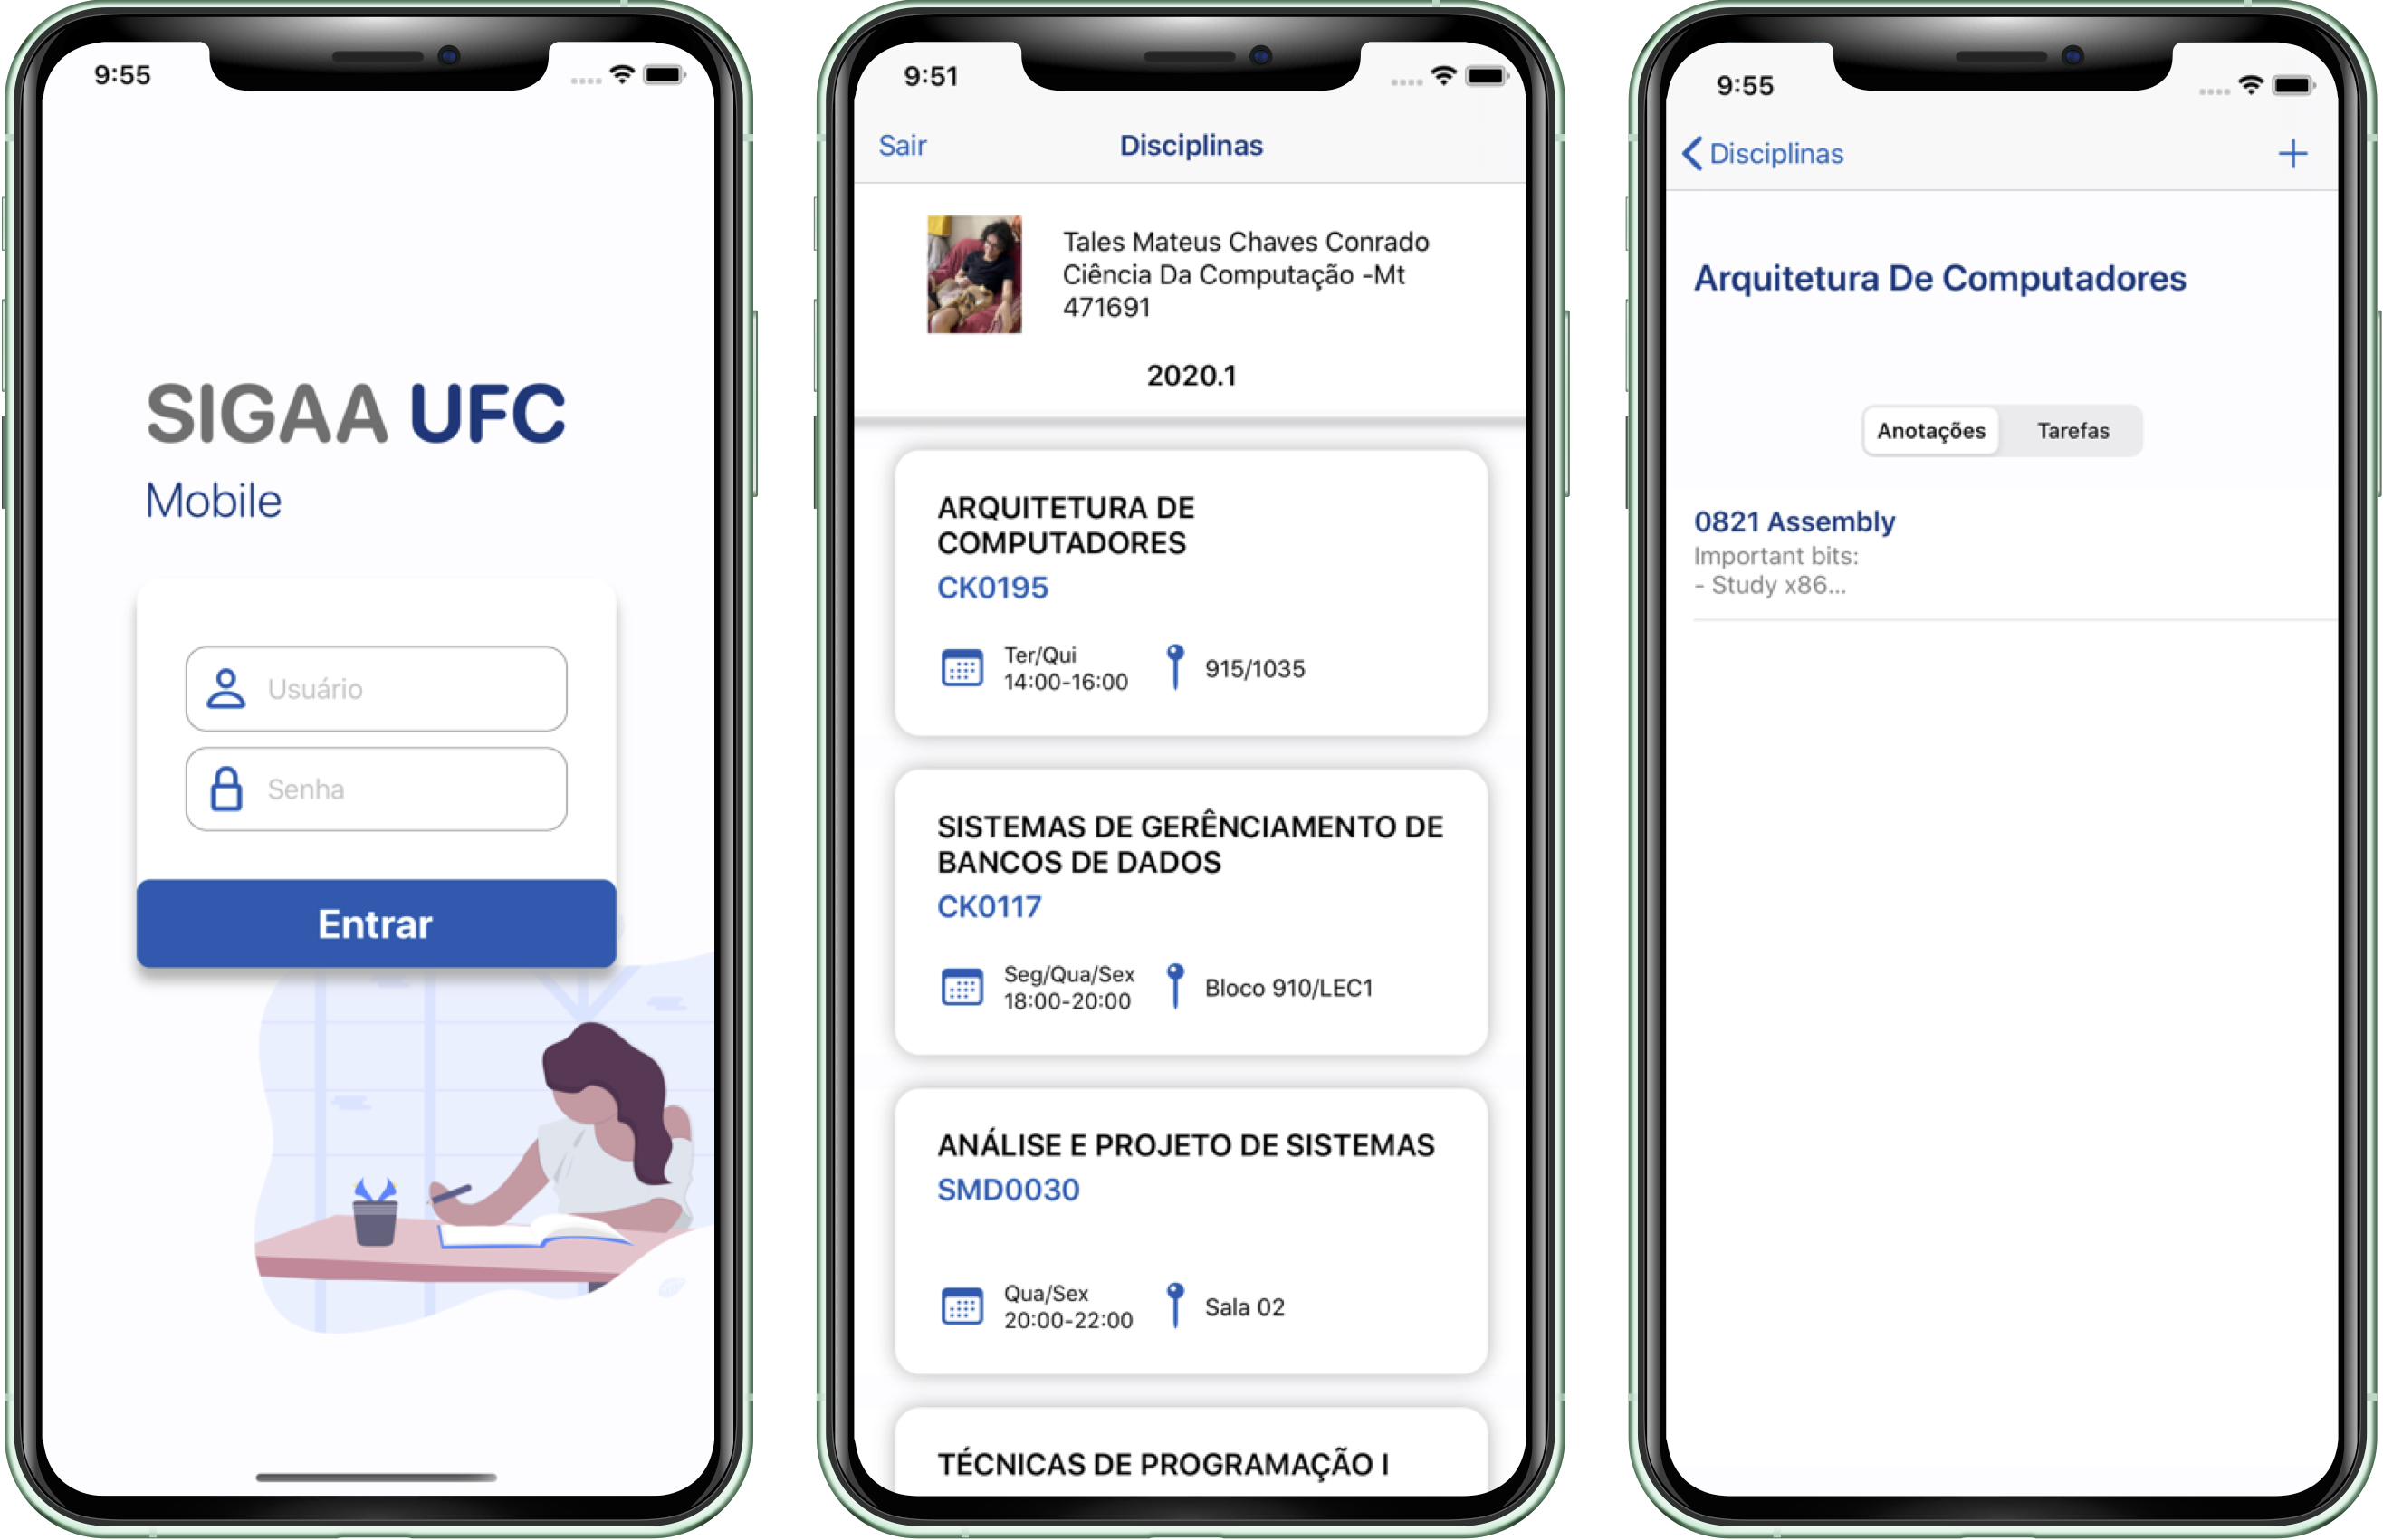 9:55
SIGAA UFC
Mobile
Usuário
Senha
Entrar
9:51
Sair
Disciplinas
Tales Mateus Chaves Conrado
Ciência Da Computação -Mt
471691
2020.1
ARQUITETURA DE
COMPUTADORES
CK0195
Ter/Qui
14:00-16:00
915/1035
SISTEMAS DE GERÊNCIAMENTO DE
BANCOS DE DADOS
CK0117
Seg/Qua/Sex
18:00-20:00
Bloco 910/LEC1
ANÁLISE E PROJETO DE SISTEMAS
SMD0030
Qua/Sex
20:00-22:00
Sala 02
TÉCNICAS DE PROGRAMAÇÃO I
9:55
Disciplinas
Arquitetura De Computadores
Anotações
Tarefas
0821 Assembly
Important bits:
- Study x86...